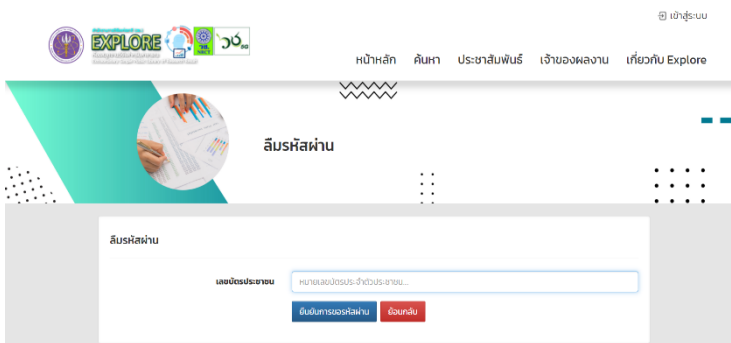 เข้าสู่ระบบ
EXPLORE
วช.
NRCT
วจ.
SG
หน้าหลัก ค้นหา ประชาสัมพันธ์ เจ้าของผลงาน เกี่ยวกับ Explore
ลืมรหัสผ่าน
ลืมรหัสผ่าน
เลขบัตรประชาชน
หมายเลขบัตรประจำตัวประชาชน...
ยืนยันการขอรหัสผ่าน ย้อนกลับ